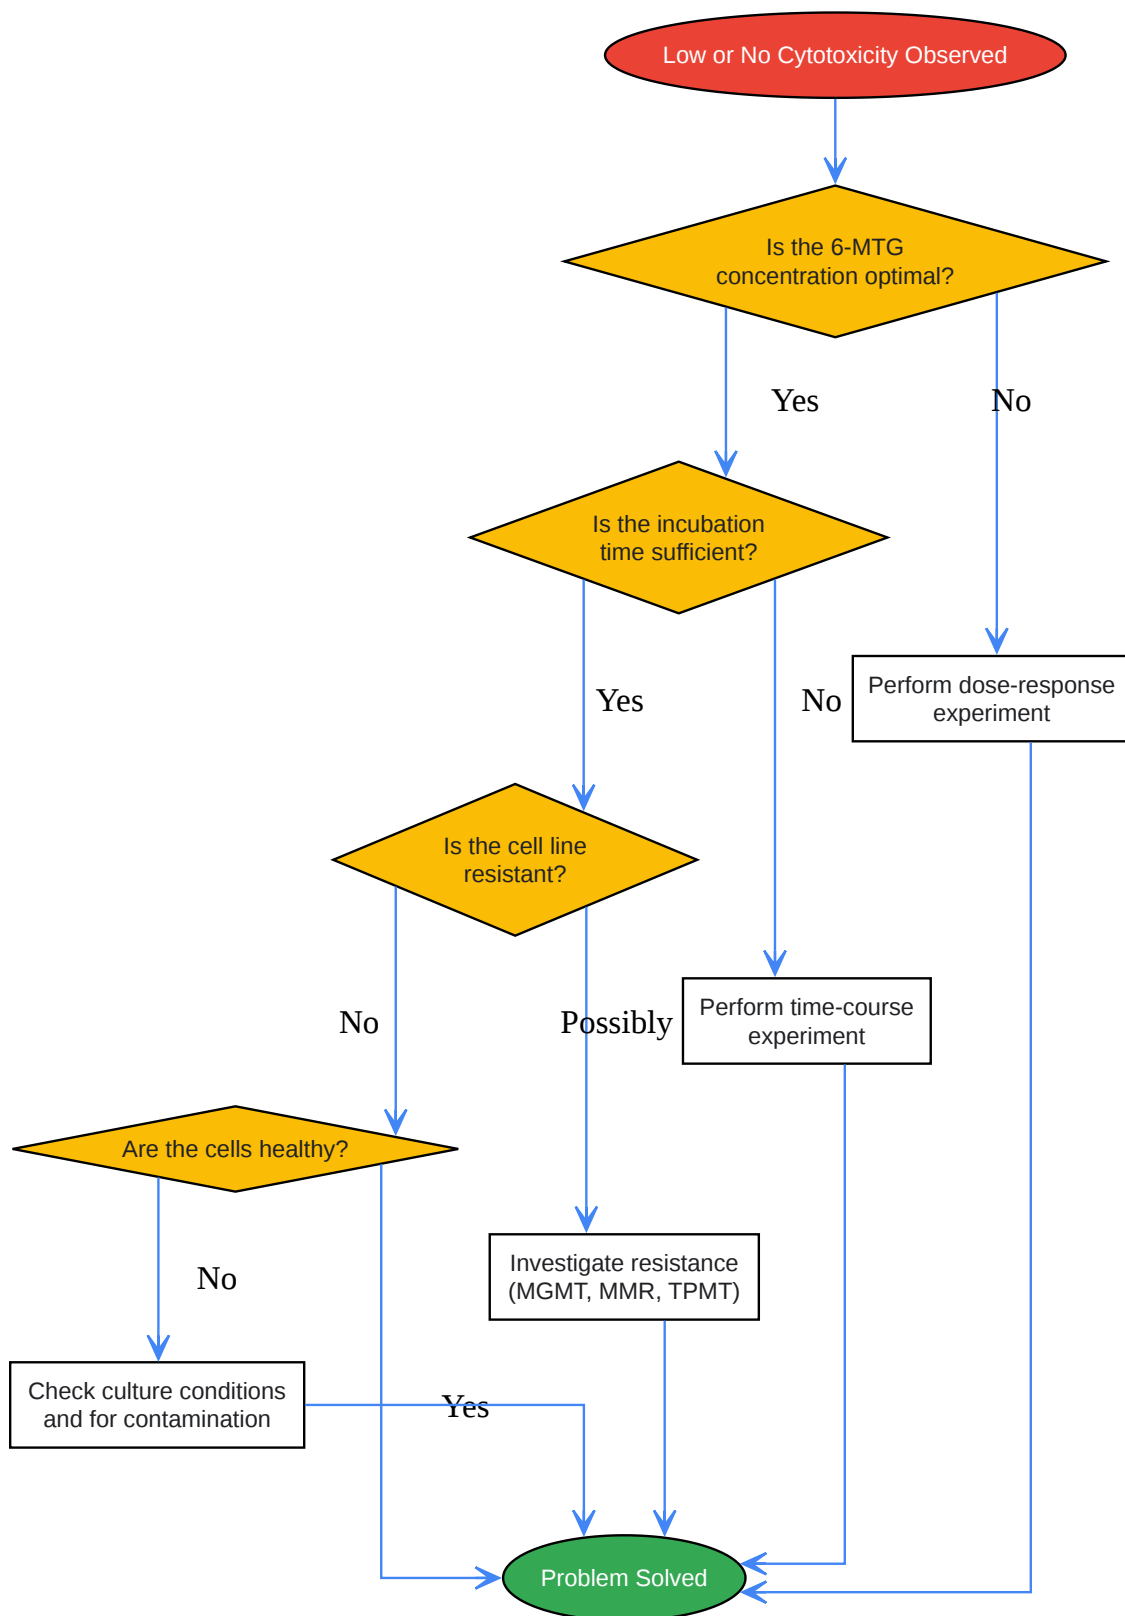 Low or No Cytotoxicity Observed
Is the 6-MTG
concentration optimal?
Yes
No
Is the incubation
time sufficient?
Yes
No
Perform dose-response
experiment
Is the cell line
resistant?
No
Possibly
Perform time-course
experiment
Are the cells healthy?
No
Investigate resistance
(MGMT, MMR, TPMT)
Check culture conditions
and for contamination
Yes
Problem Solved